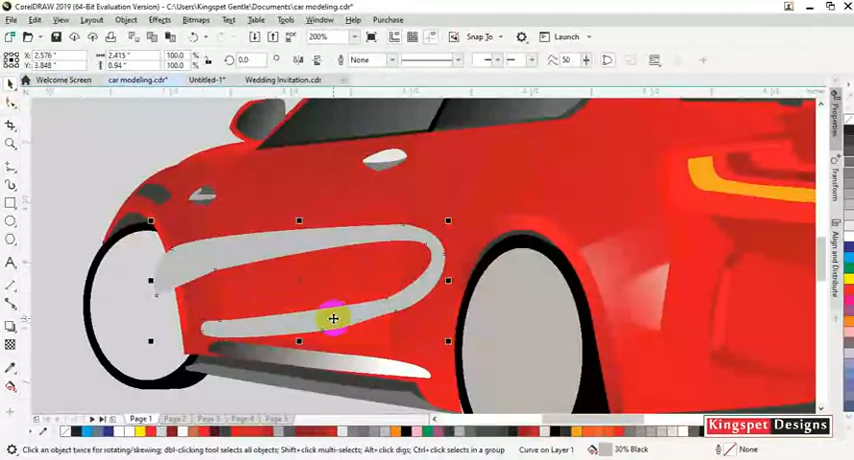 CorelDRAW 2019 (64-Bit Evaluation Version) - C:\Users\Kingspet Gentle\Documents\car modeling.cdr*
File Edit View Layout Object Effects Bitmaps Text Table Tools Window Help Purchase
200% Snap To Launch
X: 2.576 " 2.415 " 100.0 % 0.0 None 50
Y: 3.848 " 0.94 " 100.0 %
Welcome Screen car modeling.cdr* Untitled-1* Wedding Invitation.cdr
Properties
Transform
Align and Distribute
Page 1 Page 2 Page 3 Page 4 Page 5
Kingspet Designs
Click an object twice for rotating/skewing; dbl-clicking tool selects all objects; Shift+click multi-selects; Alt+click digs; Ctrl+click selects in a group Curve on Layer 1 30% Black None